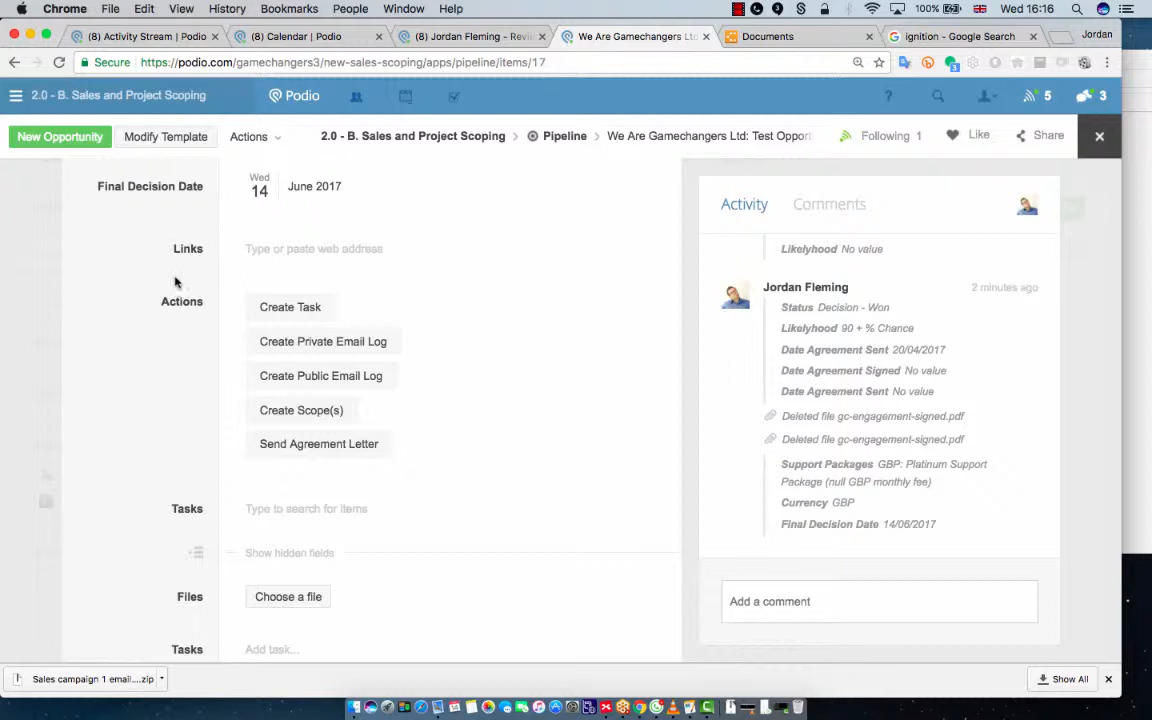 Chrome File Edit View History Bookmarks People Window Help 100% Wed 16:16
(8) Activity Stream | Podio
(8) Calendar | Podio
(8) Jordan Fleming - Revie
We Are Gamechangers Ltd:
Documents
ignition - Google Search
Jordan
Secure https://podio.com/gamechangers3/new-sales-scoping/apps/pipeline/items/17
2.0 - B. Sales and Project Scoping Podio ? 5 3
New Opportunity Modify Template Actions 2.0 - B. Sales and Project Scoping > Pipeline > We Are Gamechangers Ltd: Test Opport Following 1 Like Share
Final Decision Date Wed 14 June 2017
Links Type or paste web address
Actions
Create Task
Create Private Email Log
Create Public Email Log
Create Scope(s)
Send Agreement Letter
Tasks Type to search for items
Show hidden fields
Files Choose a file
Tasks Add task...
Activity Comments
Likelyhood No value
Jordan Fleming 2 minutes ago
Status Decision - Won
Likelyhood 90 + % Chance
Date Agreement Sent 20/04/2017
Date Agreement Signed No value
Date Agreement Sent No value
Deleted file gc-engagement-signed.pdf
Deleted file gc-engagement-signed.pdf
Support Packages GBP: Platinum Support
Package (null GBP monthly fee)
Currency GBP
Final Decision Date 14/06/2017
Add a comment
Sales campaign 1 email....zip
Show All